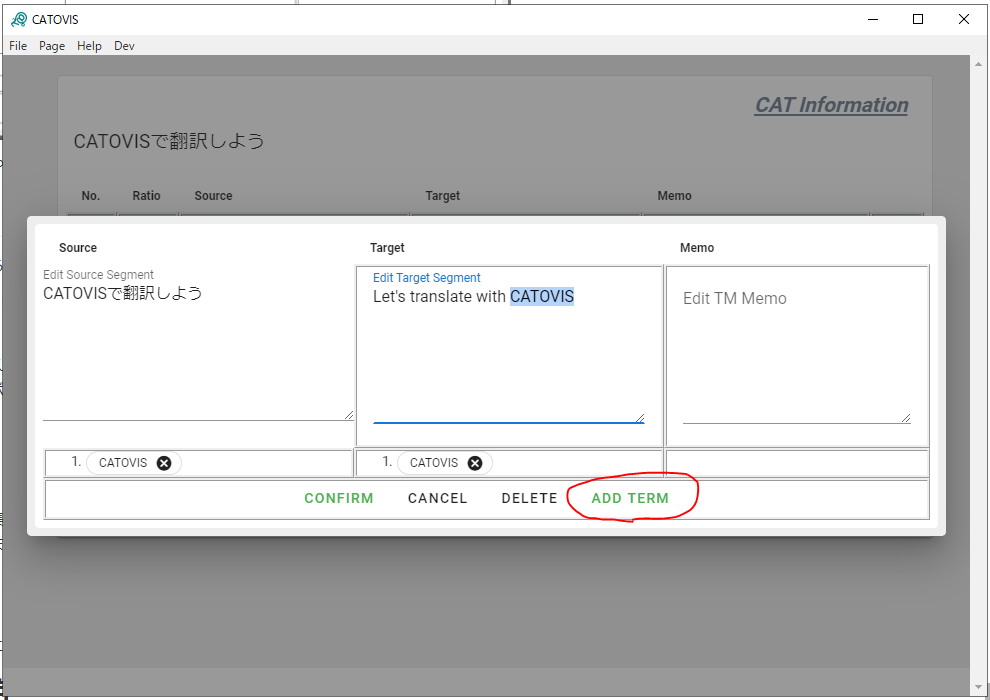 CATOVIS
File Page Help Dev
CAT Information
CATOVISで翻訳しよう
No. Ratio Source Target Memo
Source Target Memo
Edit Source Segment Edit Target Segment
CATOVISで翻訳しよう Let's translate with CATOVIS Edit TM Memo
1. CATOVIS 1. CATOVIS
CONFIRM CANCEL DELETE ADD TERM